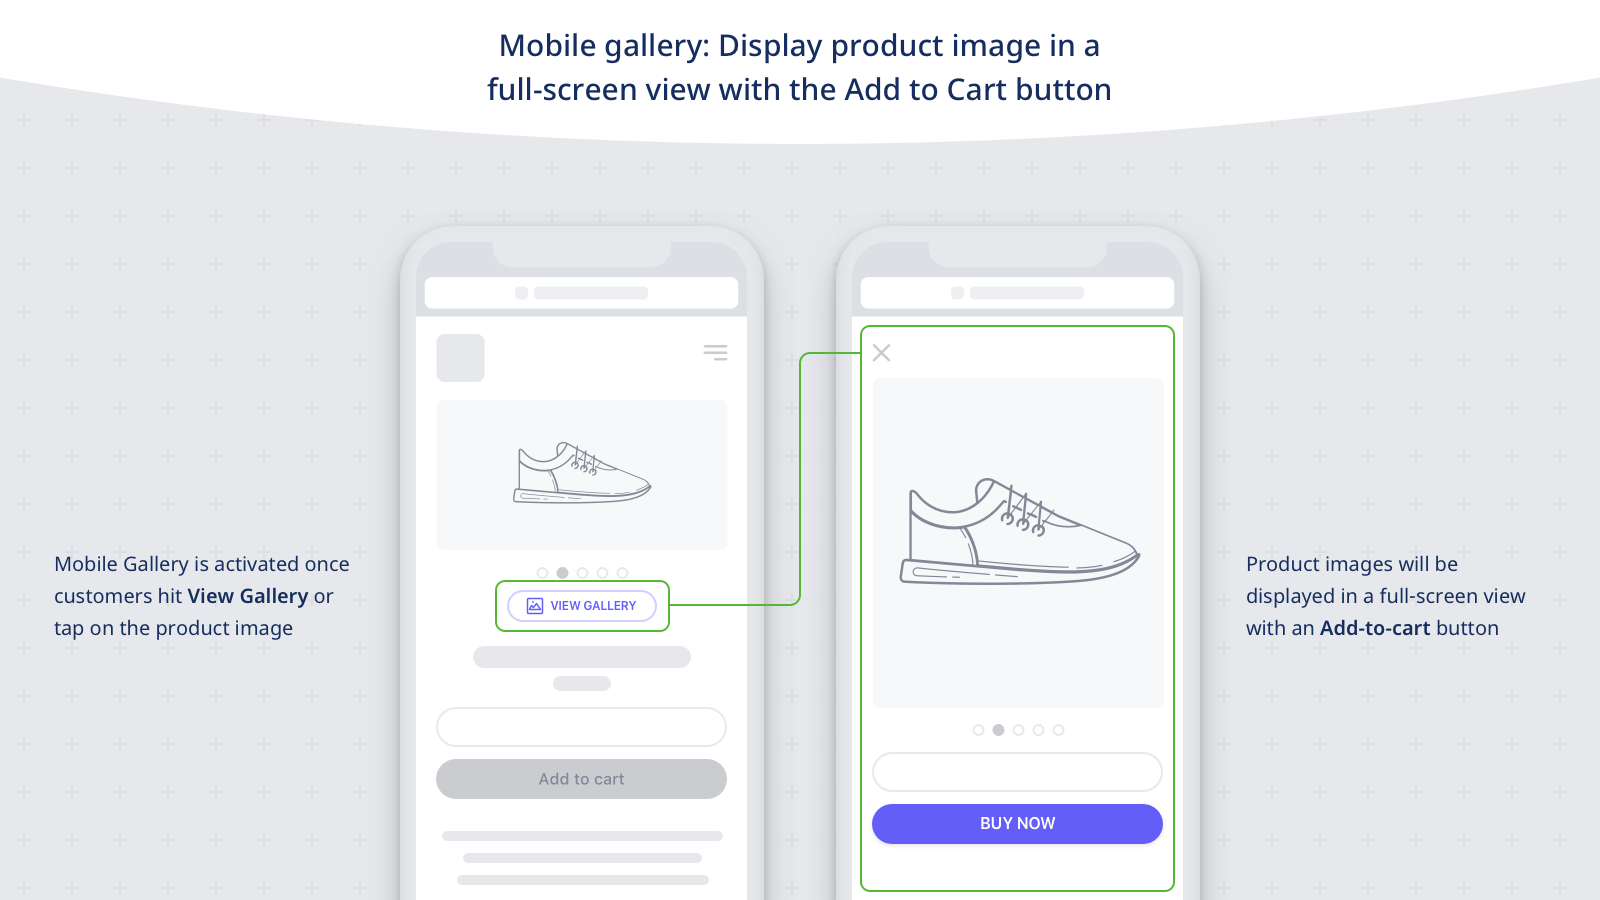 Mobile gallery: Display product image in a
full-screen view with the Add to Cart button
Mobile Gallery is activated once
customers hit View Gallery or
tap on the product image
VIEW GALLERY
Add to cart
BUY NOW
Product images will be
displayed in a full-screen view
with an Add-to-cart button